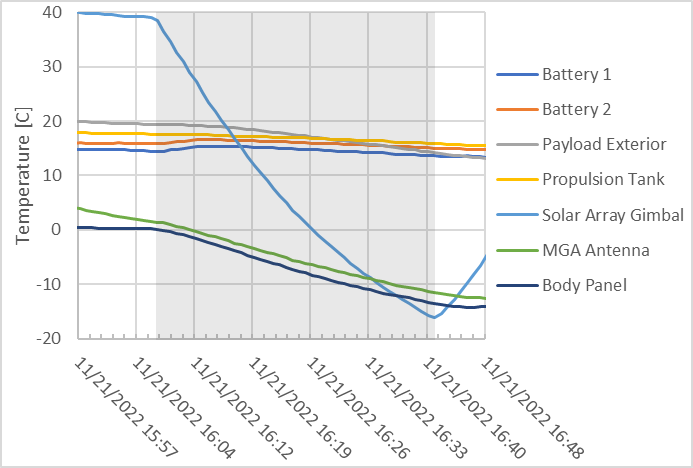 40
30
20
10
0
-10
-20
Temperature [C]
11/21/2022 15:57
11/21/2022 16:04
11/21/2022 16:12
11/21/2022 16:19
11/21/2022 16:26
11/21/2022 16:33
11/21/2022 16:40
11/21/2022 16:48
Battery 1
Battery 2
Payload Exterior
Propulsion Tank
Solar Array Gimbal
MGA Antenna
Body Panel